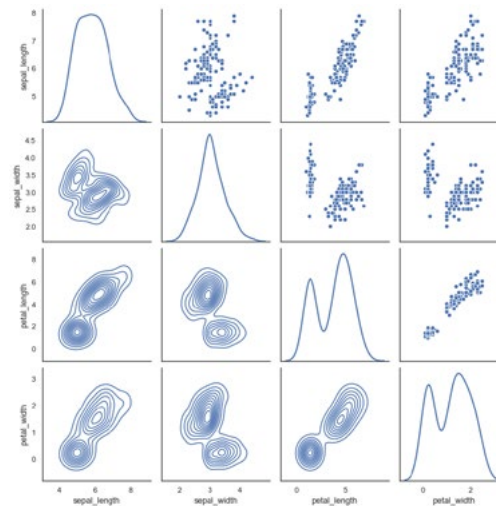 8
7
6
5
sepal_length
4.5
4.0
3.5
3.0
2.5
2.0
sepal_width
8
6
4
2
0
petal_length
3
2
1
0
petal_width
4 6 8
sepal_length
2 3 4
sepal_width
0 5
petal_length
0 2
petal_width